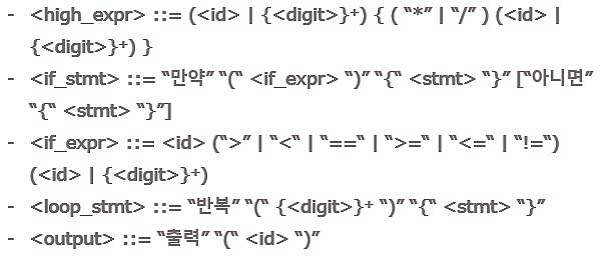 - <high_expr> ::= (<id> | {<digit>}⁺) { ( “*” | “/” ) (<id> |
{<digit>}⁺) }
- <if_stmt> ::= “만약” “(“ <if_expr> “)” “{“ <stmt> “}” [“아니면”
“{“ <stmt> “}”]
- <if_expr> ::= <id> (“>” | “<“ | “==“ | “>=“ | “<=“ | “!=“)
(<id> | {<digit>}⁺)
- <loop_stmt> ::= “반복” “(“ {<digit>}⁺ “)” “{“ <stmt> “}”
- <output> ::= “출력” “(“ <id> “)”